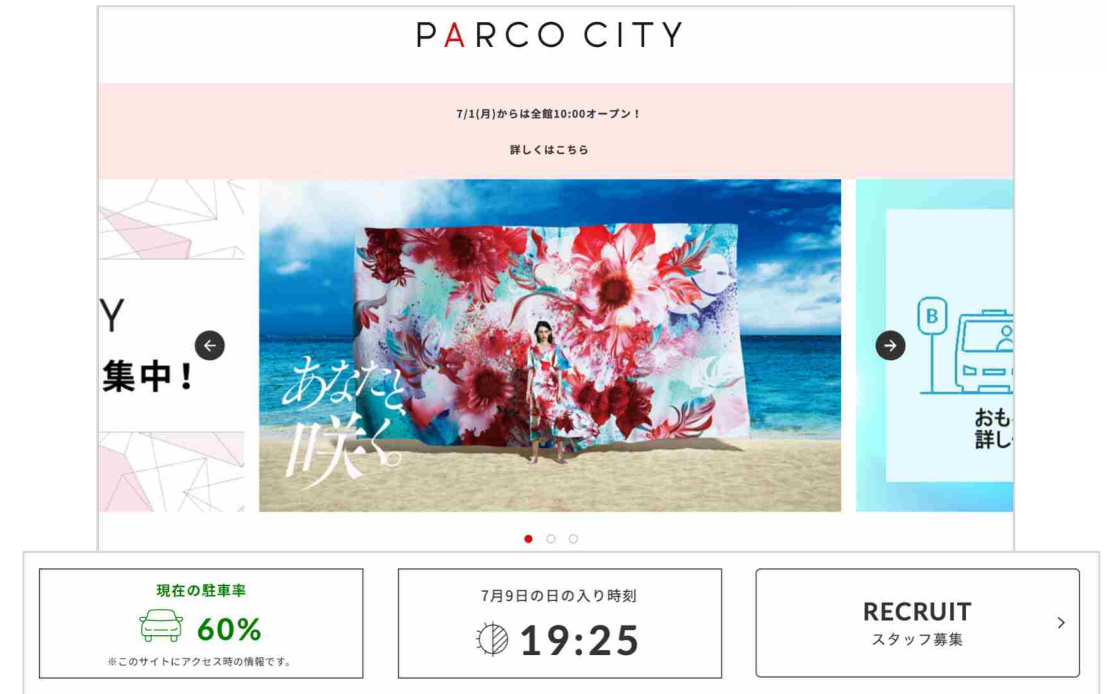 PARCO CITY
7/1(月)からは全館10:00オープン！
詳しくはこちら
Y
集中！
あなたと、
咲く。
B
おも
詳し
現在の駐車率
60%
※このサイトにアクセス時の情報です。
7月9日の日の入り時刻
19:25
RECRUIT
スタッフ募集